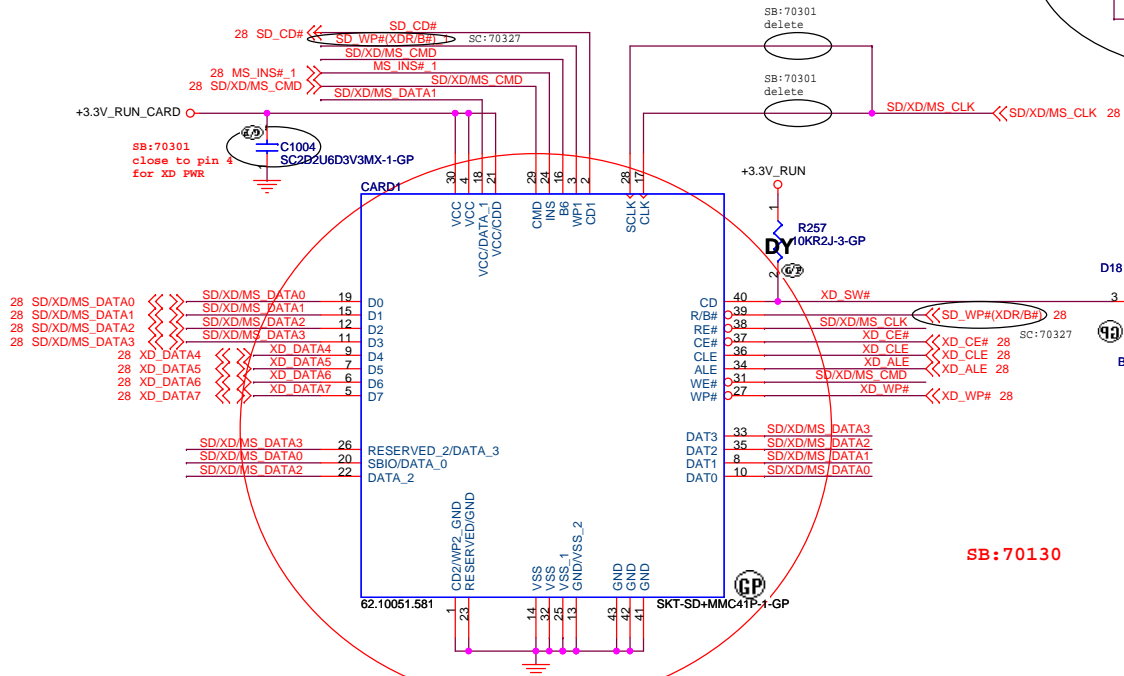 SB:70301
delete
SD_CD#
28 SD_CD#
SD_WP#(XDR/B#)_1
SC:70327
SD/XD/MS_CMD
MS_INS#_1
28 MS_INS#_1
SD/XD/MS_CMD
28 SD/XD/MS_CMD
SD/XD/MS_DATA1
SB:70301
delete
SD/XD/MS_CLK
SD/XD/MS_CLK 28
+3.3V_RUN_CARD
SB:70301
close to pin 4
for XD PWR
2
1
C1004
SC2D2U6D3V3MX-1-GP
+3.3V_RUN
1
R257
10KR2J-3-GP
DY
2
CARD1
30 4 18 21 29 24 16 3 2 28 17
VCC
VCC
VCC/DATA_1
VCC/CDD
CMD
INS
B6
WP1
CD1
SCLK
CLK
D18
3
28 SD/XD/MS_DATA0 SD/XD/MS_DATA0 19 D0
28 SD/XD/MS_DATA1 SD/XD/MS_DATA1 15 D1
28 SD/XD/MS_DATA2 SD/XD/MS_DATA2 12 D2
28 SD/XD/MS_DATA3 SD/XD/MS_DATA3 11 D3
28 XD_DATA4 XD_DATA4 9 D4
28 XD_DATA5 XD_DATA5 7 D5
28 XD_DATA6 XD_DATA6 6 D6
28 XD_DATA7 XD_DATA7 5 D7
CD 40 XD_SW#
R/B# 39 SD_WP#(XDR/B#) 28
RE# 38 SD/XD/MS_CLK
SC:70327
CE# 37 XD_CE# XD_CE# 28
CLE 36 XD_CLE XD_CLE 28
ALE 34 XD_ALE XD_ALE 28
WE# 31 SD/XD/MS_CMD
WP# 27 XD_WP# XD_WP# 28
GP
B
SD/XD/MS_DATA3 26 RESERVED_2/DATA_3
SD/XD/MS_DATA0 20 SBIO/DATA_0
SD/XD/MS_DATA2 22 DATA_2
DAT3 33 SD/XD/MS_DATA3
DAT2 35 SD/XD/MS_DATA2
DAT1 8 SD/XD/MS_DATA1
DAT0 10 SD/XD/MS_DATA0
CD2/WP2_GND
RESERVED/GND
VSS
VSS
VSS_1
GND/VSS_2
GND
GND
GND
SB:70130
GP
62.10051.581
SKT-SD+MMC41P-1-GP
1 23 14 32 25 13 43 42 41